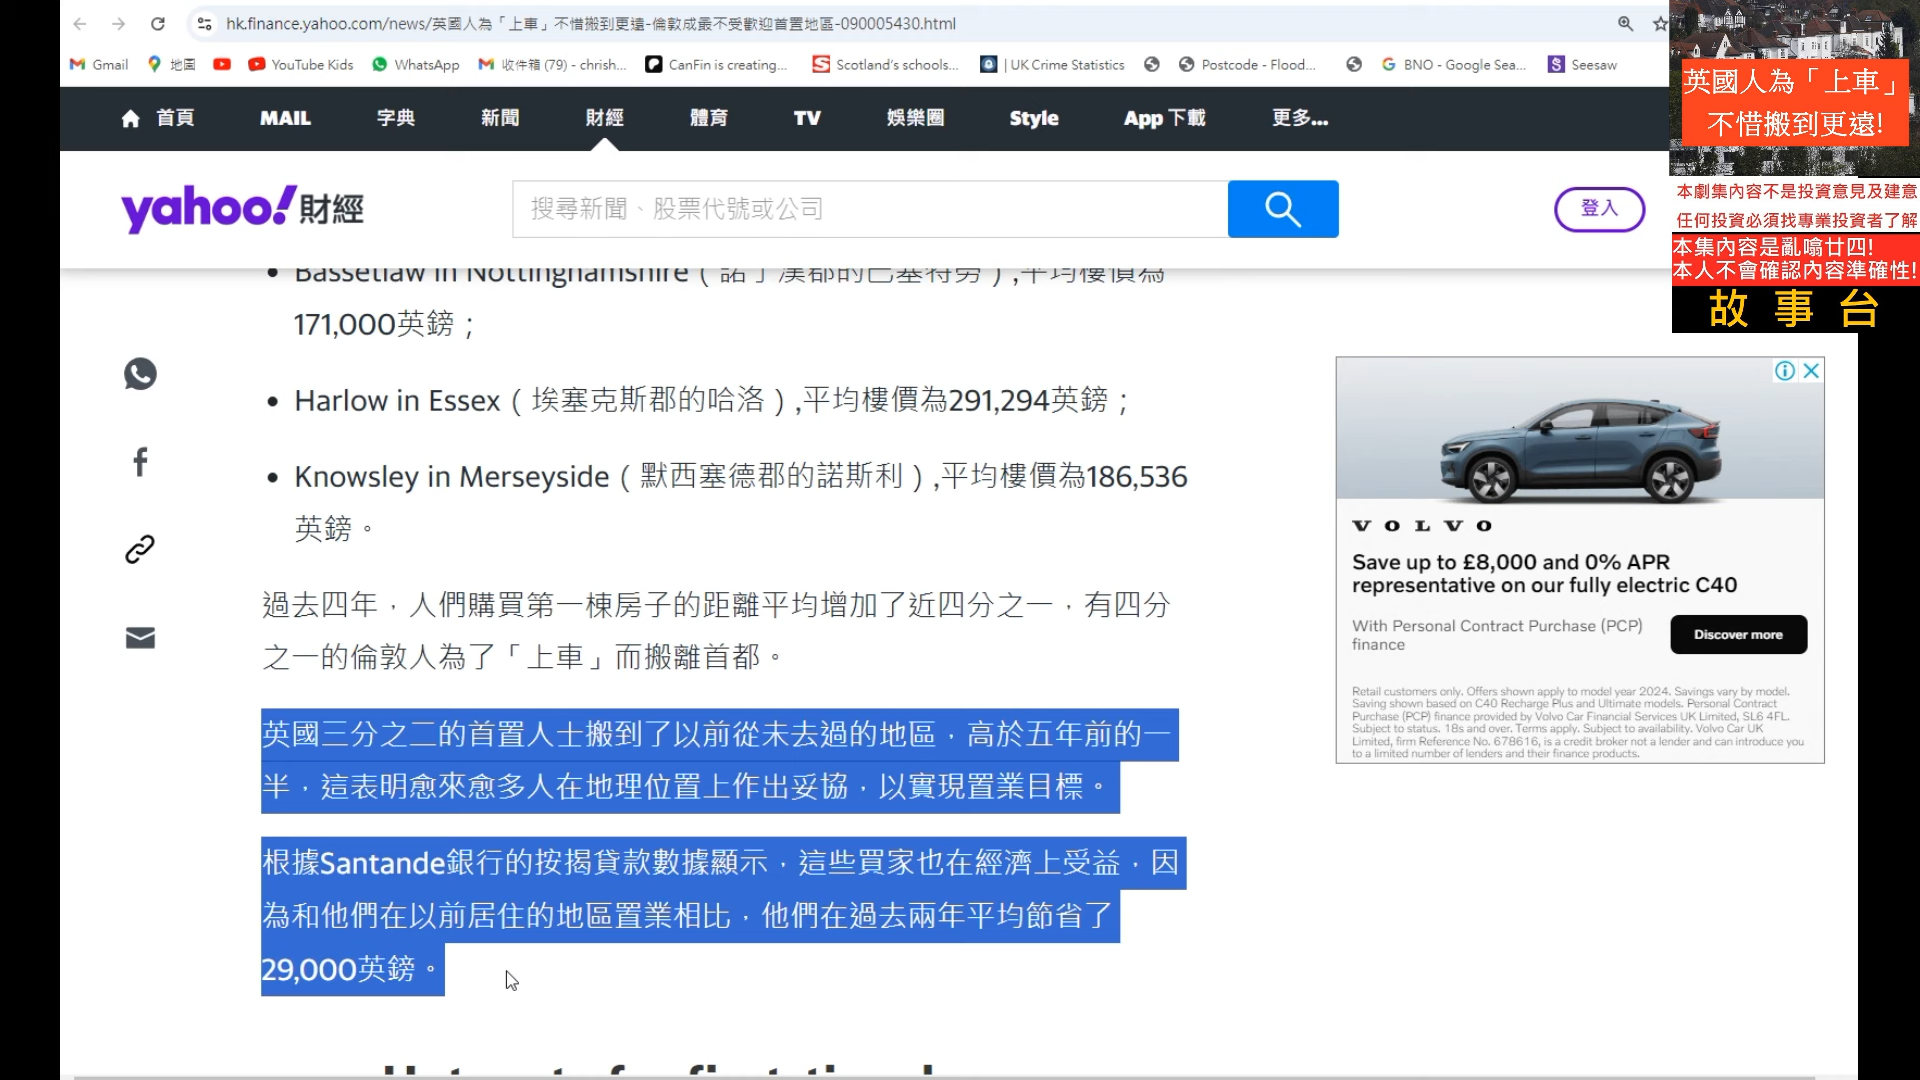 hk.finance.yahoo.com/news/英國人為「上車」不惜搬到更遠-倫敦成最不受歡迎首置地區-090005430.html
Gmail 地圖 YouTube Kids WhatsApp 收件箱 (79) - chrish... CanFin is creating... Scotland's schools... | UK Crime Statistics Postcode - Flood... BNO - Google Sea... Seesaw
首頁 MAIL 字典 新聞 財經 體育 TV 娛樂圈 Style App 下載 更多...
yahoo!財經
搜尋新聞、股票代號或公司
登入
英國人為「上車」
不惜搬到更遠!
本劇集內容不是投資意見及建意
任何投資必須找專業投資者了解
本集內容是亂噏廿四!
本人不會確認內容準確性!
故事台
• Bassetlaw in Nottinghamshire（諾丁漢郡的巴塞特勞）,平均樓價為
171,000英鎊；
• Harlow in Essex（埃塞克斯郡的哈洛）,平均樓價為291,294英鎊；
• Knowsley in Merseyside（默西塞德郡的諾斯利）,平均樓價為186,536
英鎊。
過去四年，人們購買第一棟房子的距離平均增加了近四分之一，有四分
之一的倫敦人為了「上車」而搬離首都。
英國三分之二的首置人士搬到了以前從未去過的地區，高於五年前的一
半，這表明愈來愈多人在地理位置上作出妥協，以實現置業目標。
根據Santande銀行的按揭貸款數據顯示，這些買家也在經濟上受益，因
為和他們在以前居住的地區置業相比，他們在過去兩年平均節省了
29,000英鎊。
VOLVO
Save up to £8,000 and 0% APR
representative on our fully electric C40
With Personal Contract Purchase (PCP)
finance
Discover more
Retail customers only. Offers shown apply to model year 2024. Savings vary by model.
Saving shown based on C40 Recharge Plus and Ultimate models. Personal Contract
Purchase (PCP) finance provided by Volvo Car Financial Services UK Limited, SL6 4FL.
Subject to status. 18s and over. Terms apply. Subject to availability. Volvo Car UK
Limited, firm Reference No. 678616, is a credit broker not a lender and can introduce you
to a limited number of lenders and their finance products.